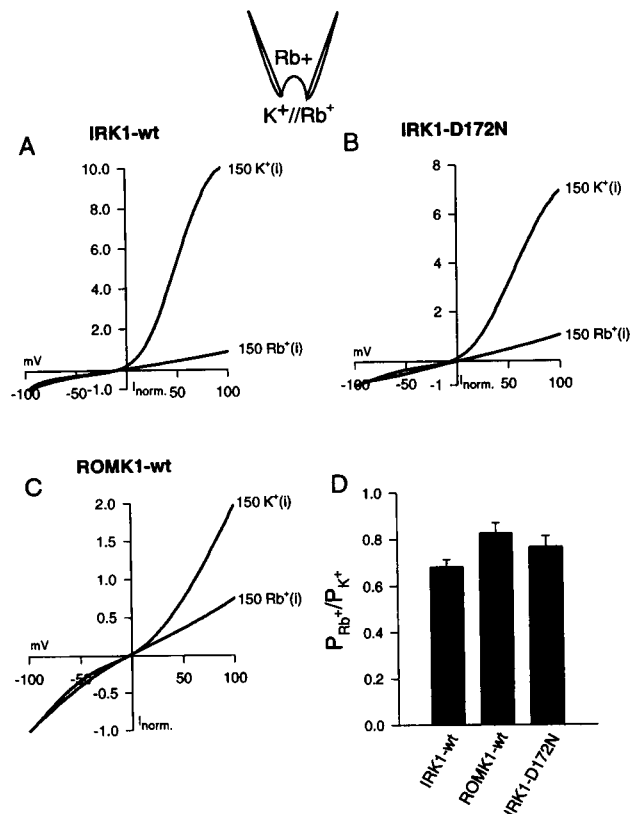 Rb+
K+//Rb+
A
IRK1-wt
10.0
8.0
6.0
4.0
2.0
-1.0
150 K+(i)
150 Rb+(i)
mV
-100
-50
50
100
Inorm.
B
IRK1-D172N
8
6
4
2
-1
150 K+(i)
150 Rb+(i)
mV
-100
-50
50
100
Inorm.
C
ROMK1-wt
2.0
1.5
1.0
0.5
-0.5
-1.0
150 K+(i)
150 Rb+(i)
mV
-100
-50
50
100
Inorm.
D
1.0
0.8
0.6
0.4
0.2
0.0
PRb+/PK+
IRK1-wt
ROMK1-wt
IRK1-D172N